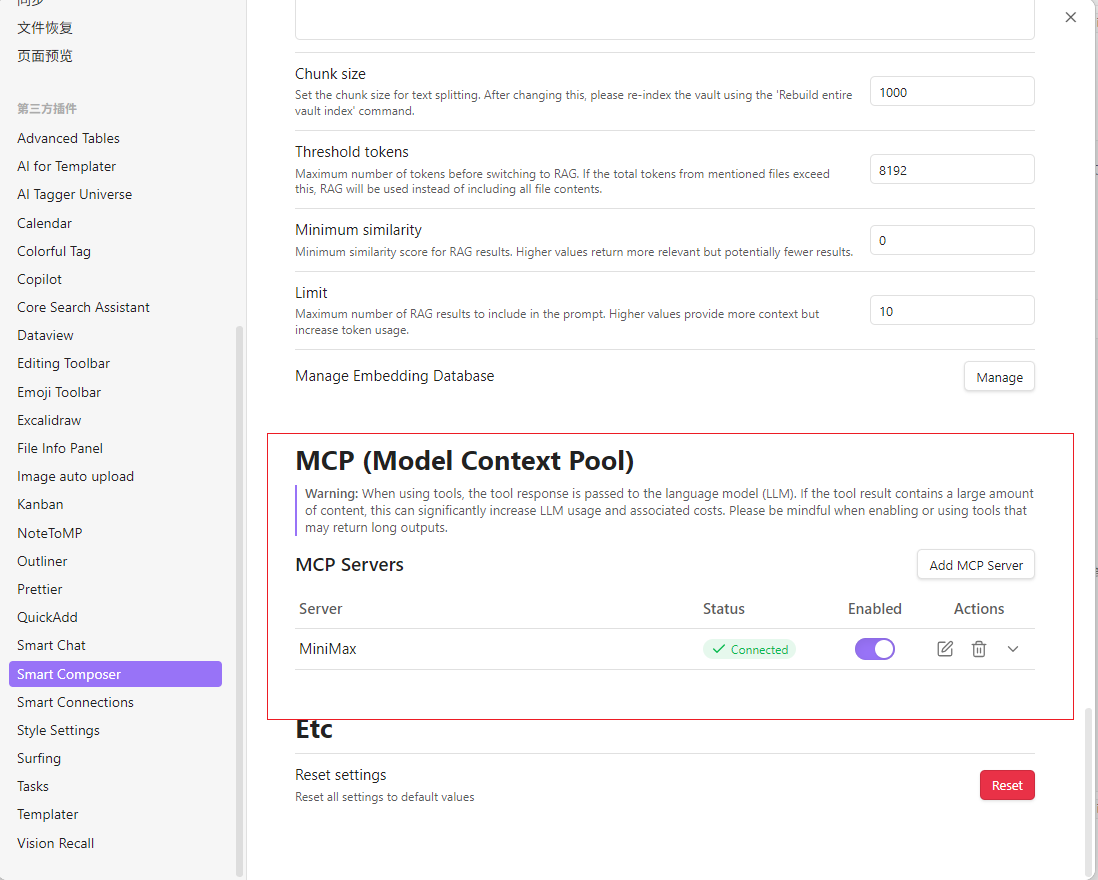 同步
文件恢复
页面预览
第三方插件
Advanced Tables
AI for Templater
AI Tagger Universe
Calendar
Colorful Tag
Copilot
Core Search Assistant
Dataview
Editing Toolbar
Emoji Toolbar
Excalidraw
File Info Panel
Image auto upload
Kanban
NoteToMP
Outliner
Prettier
QuickAdd
Smart Chat
Smart Composer
Smart Connections
Style Settings
Surfing
Tasks
Templater
Vision Recall
Chunk size
Set the chunk size for text splitting. After changing this, please re-index the vault using the 'Rebuild entire
vault index' command.
1000
Threshold tokens
Maximum number of tokens before switching to RAG. If the total tokens from mentioned files exceed
this, RAG will be used instead of including all file contents.
8192
Minimum similarity
Minimum similarity score for RAG results. Higher values return more relevant but potentially fewer results.
0
Limit
Maximum number of RAG results to include in the prompt. Higher values provide more context but
increase token usage.
10
Manage Embedding Database
Manage
MCP (Model Context Pool)
Warning: When using tools, the tool response is passed to the language model (LLM). If the tool result contains a large amount
of content, this can significantly increase LLM usage and associated costs. Please be mindful when enabling or using tools that
may return long outputs.
MCP Servers
Add MCP Server
Server Status Enabled Actions
MiniMax Connected
Etc
Reset settings
Reset all settings to default values
Reset